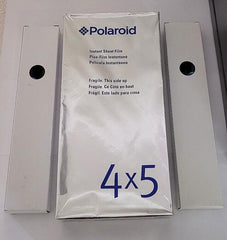 Polaroid
Instant Sheet Film
Plan-Film Instantané
Película Instantánea
Fragile. This side up
Fragile. Ce Côté en haut
Frágil. Este lado para cima
4x5